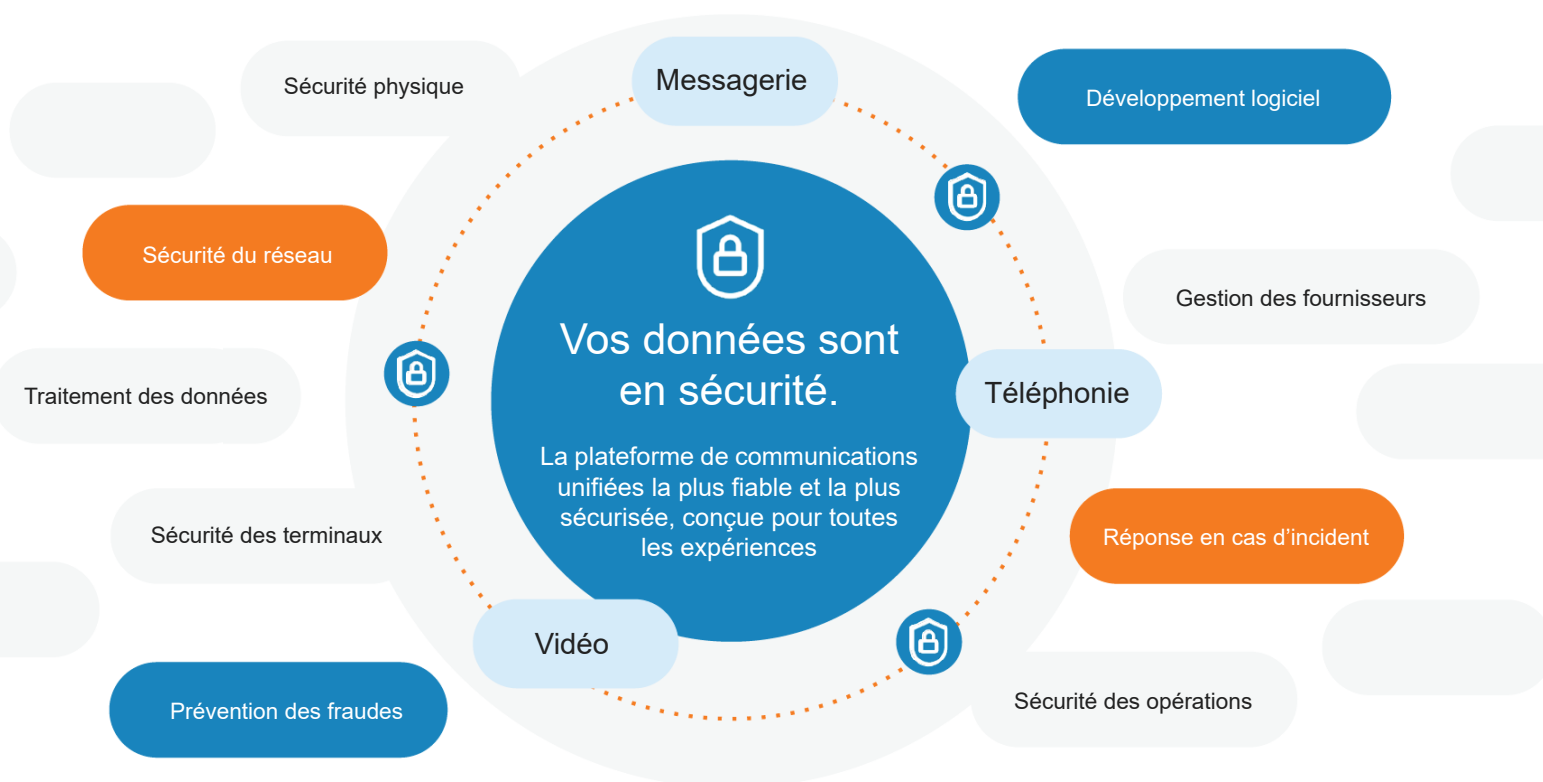 Messagerie
Sécurité physique
Développement logiciel
Sécurité du réseau
Gestion des fournisseurs
Vos données sont
en sécurité.
Téléphonie
Traitement des données
La plateforme de communications
unifiées la plus fiable et la plus
sécurisée, conçue pour toutes
les expériences
Sécurité des terminaux
Réponse en cas d’incident
Vidéo
Sécurité des opérations
Prévention des fraudes